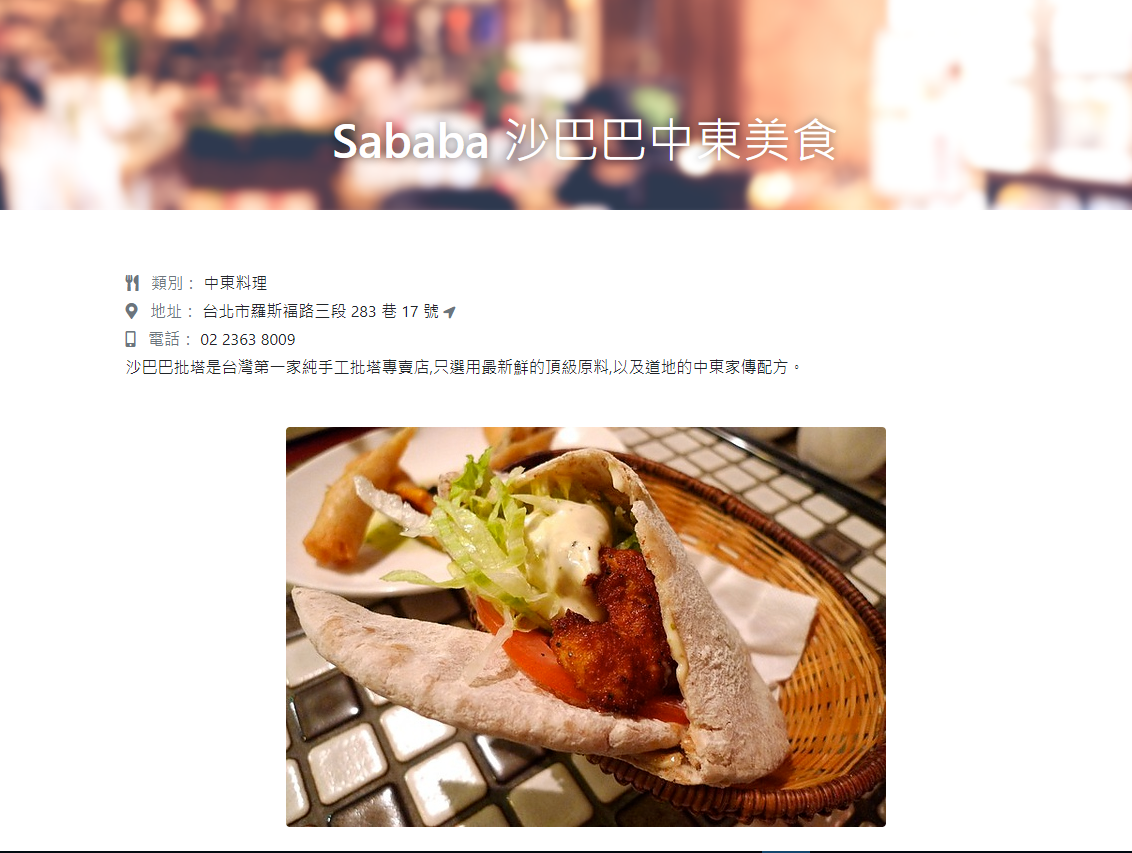 Sababa 沙巴巴中東美食
類別： 中東料理
地址： 台北市羅斯福路三段 283 巷 17 號
電話： 02 2363 8009
沙巴巴批塔是台灣第一家純手工批塔專賣店,只選用最新鮮的頂級原料,以及道地的中東家傳配方。